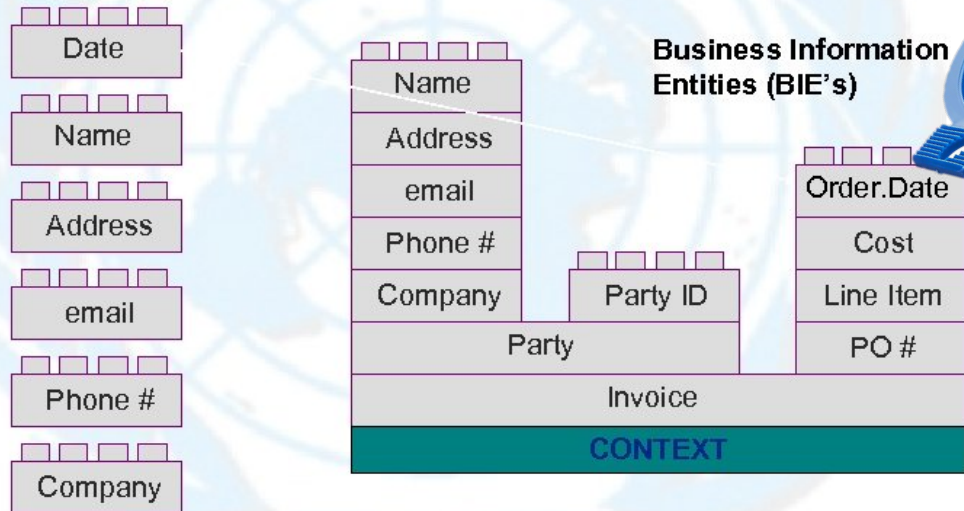 Date
Name
Address
email
Phone #
Company
Name
Address
email
Phone #
Company
Party ID
Party
Invoice
CONTEXT
Business Information
Entities (BIE's)
Order.Date
Cost
Line Item
PO #